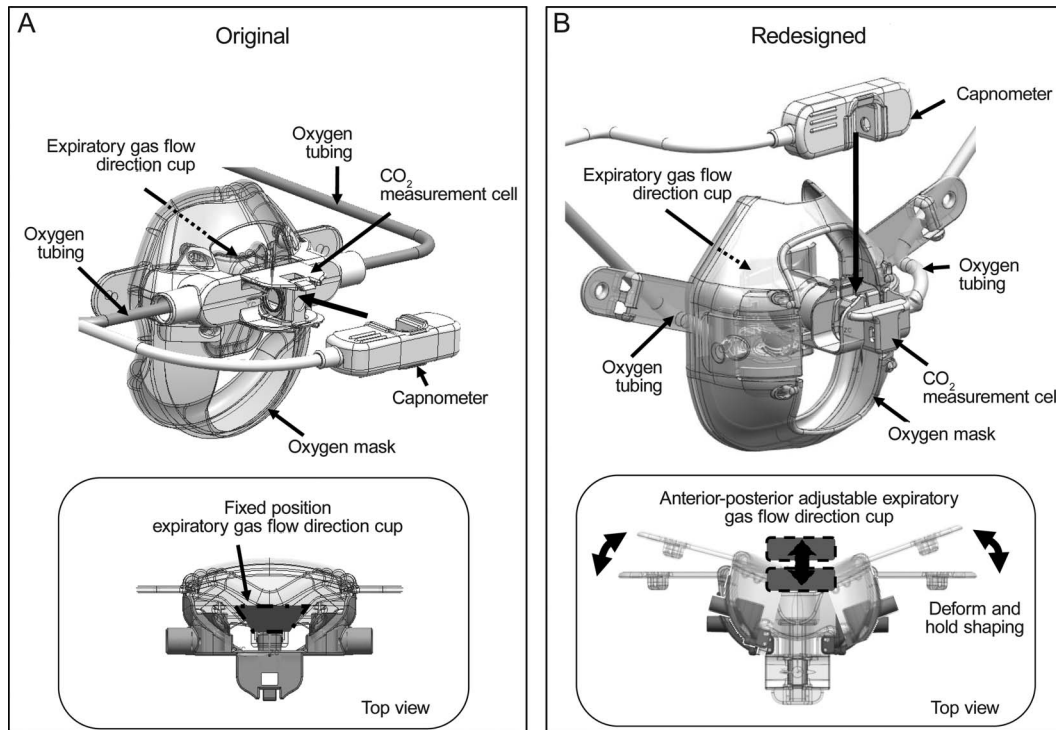 A
Original
Oxygen
tubing
Expiratory gas flow
direction cup
CO₂
measurement cell
Oxygen
tubing
Capnometer
Oxygen mask
Fixed position
expiratory gas flow direction cup
Top view
B
Redesigned
Capnometer
Expiratory gas flow
direction cup
Oxygen
tubing
Oxygen
tubing
CO₂
measurement cell
Oxygen mask
Anterior-posterior adjustable expiratory
gas flow direction cup
Deform and
hold shaping
Top view